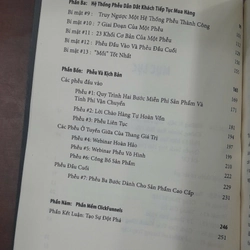 Phần Ba: Hệ Thống Phễu Dẫn Dắt Khách Tiếp Tục Mua Hàng
Bí mật #9: Truy Ngược Một Hệ Thống Phễu Thành Công
Bí mật #10: 7 Giai Đoạn Của Một Phễu
Bí mật #11: 23 Khối Cơ Bản Của Một Phễu
Bí mật #12: Phễu Đầu Vào Và Phễu Đầu Cuối
Bí mật #13: "Mồi" Tốt Nhất
Phần Bốn: Phễu Và Kịch Bản
Các phễu đầu vào
Phễu #1: Quy Trình Hai Bước Miễn Phí Sản Phẩm Và
Tính Phí Vận Chuyển
Phễu #2: Lời Chào Hàng Tự Hoàn Vốn
Phễu #3: Phễu Liên Tục
Các Phễu Ở Tuyến Giữa Của Thang Giá Trị
Phễu #4: Webinar Hoàn Hảo
Phễu #5: Webinar Phễu Vô Hình
Phễu #6: Công Bố Sản Phẩm
Phễu Đầu Cuối
Phễu #7: Phễu Ba Bước Dành Cho Sản Phẩm Cao Cấp
Phần Năm: Phần Mềm ClickFunnels 246
Phần Kết Luận: Tạo Sự Đột Phá 251